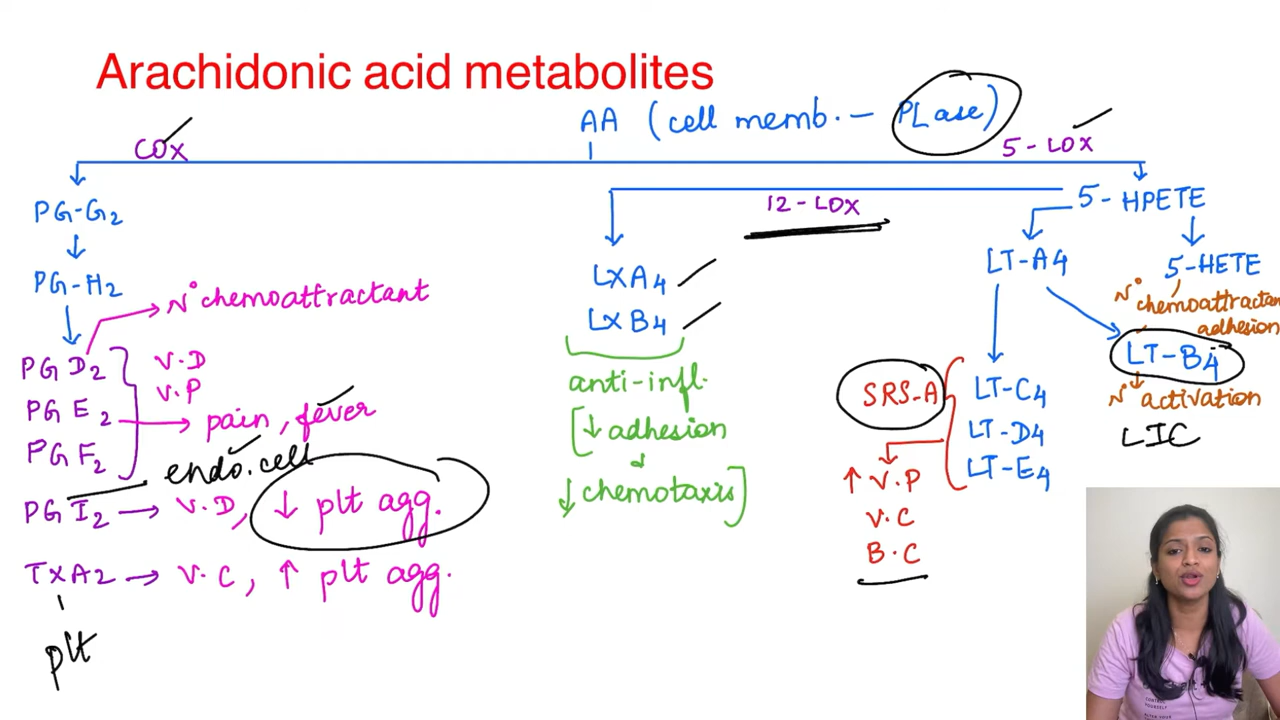 Arachidonic acid metabolites
AA (cell memb. - PLase)
COX
5-LOX
PG-G2
PG-H2
N° chemoattractant
PG D2
PG E2
PG F2
V.D
V.P
pain, fever
endo. cell
PG I2 → V.D, ↓ plt agg.
TXA2 → V.C, ↑ plt agg.
plt
12-LOX
LXA4
LXB4
anti-infl.
[↓ adhesion
&
↓ chemotaxis]
5-HPETE
LT-A4
5-HETE
N° chemoattractant
adhesion
LT-B4
N° activation
LIC
SRS-A
LT-C4
LT-D4
LT-E4
↑ V.P
V.C
B.C